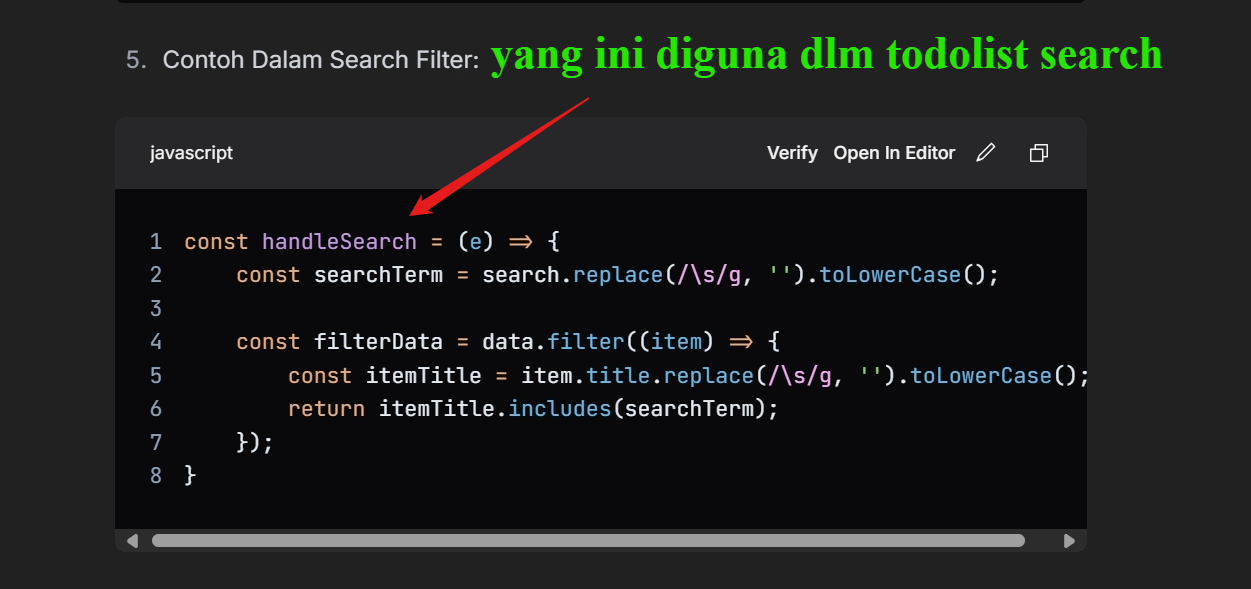 5. Contoh Dalam Search Filter: yang ini diguna dlm todolist search
javascript Verify Open In Editor
1 const handleSearch = (e) => {
2 const searchTerm = search.replace(/\s/g, '').toLowerCase();
3
4 const filterData = data.filter((item) => {
5 const itemTitle = item.title.replace(/\s/g, '').toLowerCase();
6 return itemTitle.includes(searchTerm);
7 });
8 }